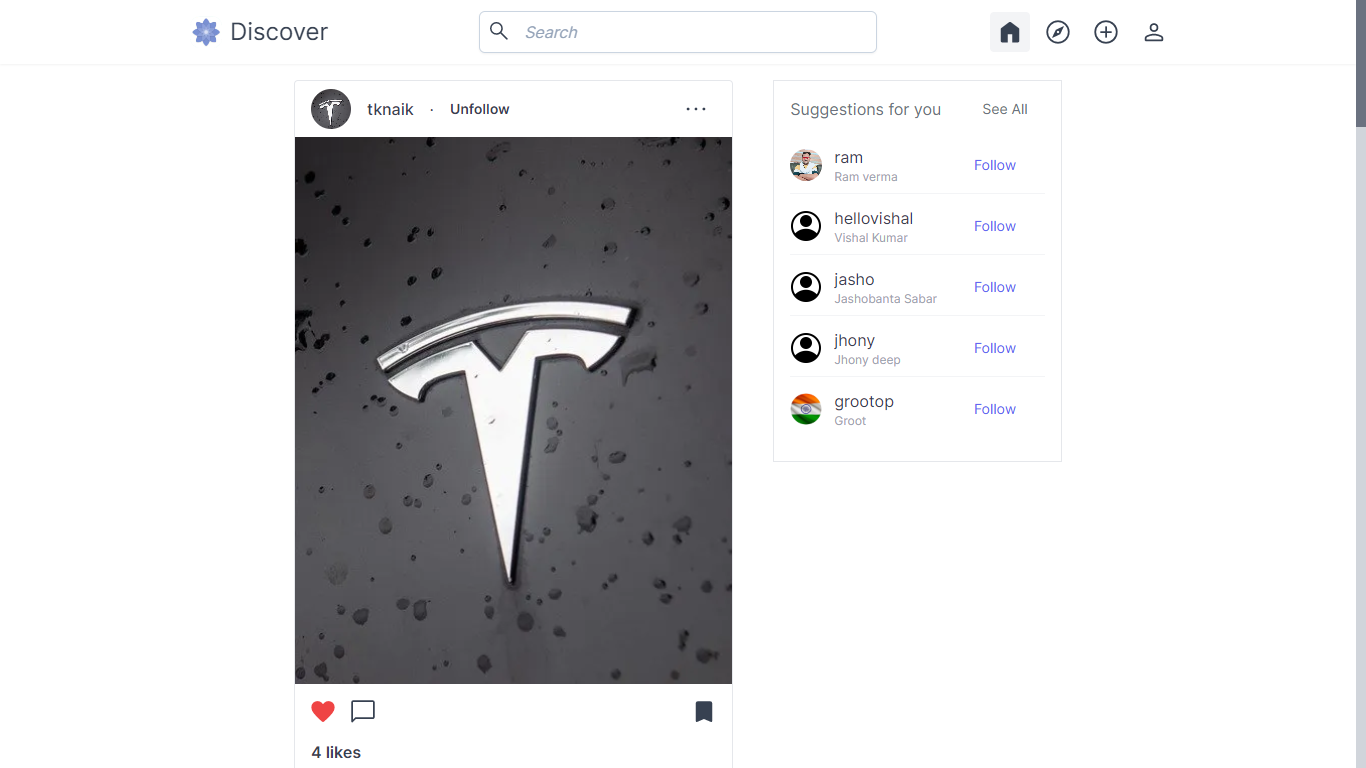 Discover
Search
tknaik · Unfollow
Suggestions for you
See All
ram
Ram verma
Follow
hellovishal
Vishal Kumar
Follow
jasho
Jashobanta Sabar
Follow
jhony
Jhony deep
Follow
grootop
Groot
Follow
4 likes